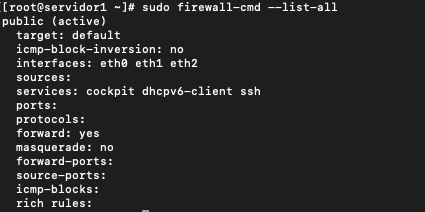 [[root@servidor1 ~]# sudo firewall-cmd --list-all
public (active)
  target: default
  icmp-block-inversion: no
  interfaces: eth0 eth1 eth2
  sources:
  services: cockpit dhcpv6-client ssh
  ports:
  protocols:
  forward: yes
  masquerade: no
  forward-ports:
  source-ports:
  icmp-blocks:
  rich rules: